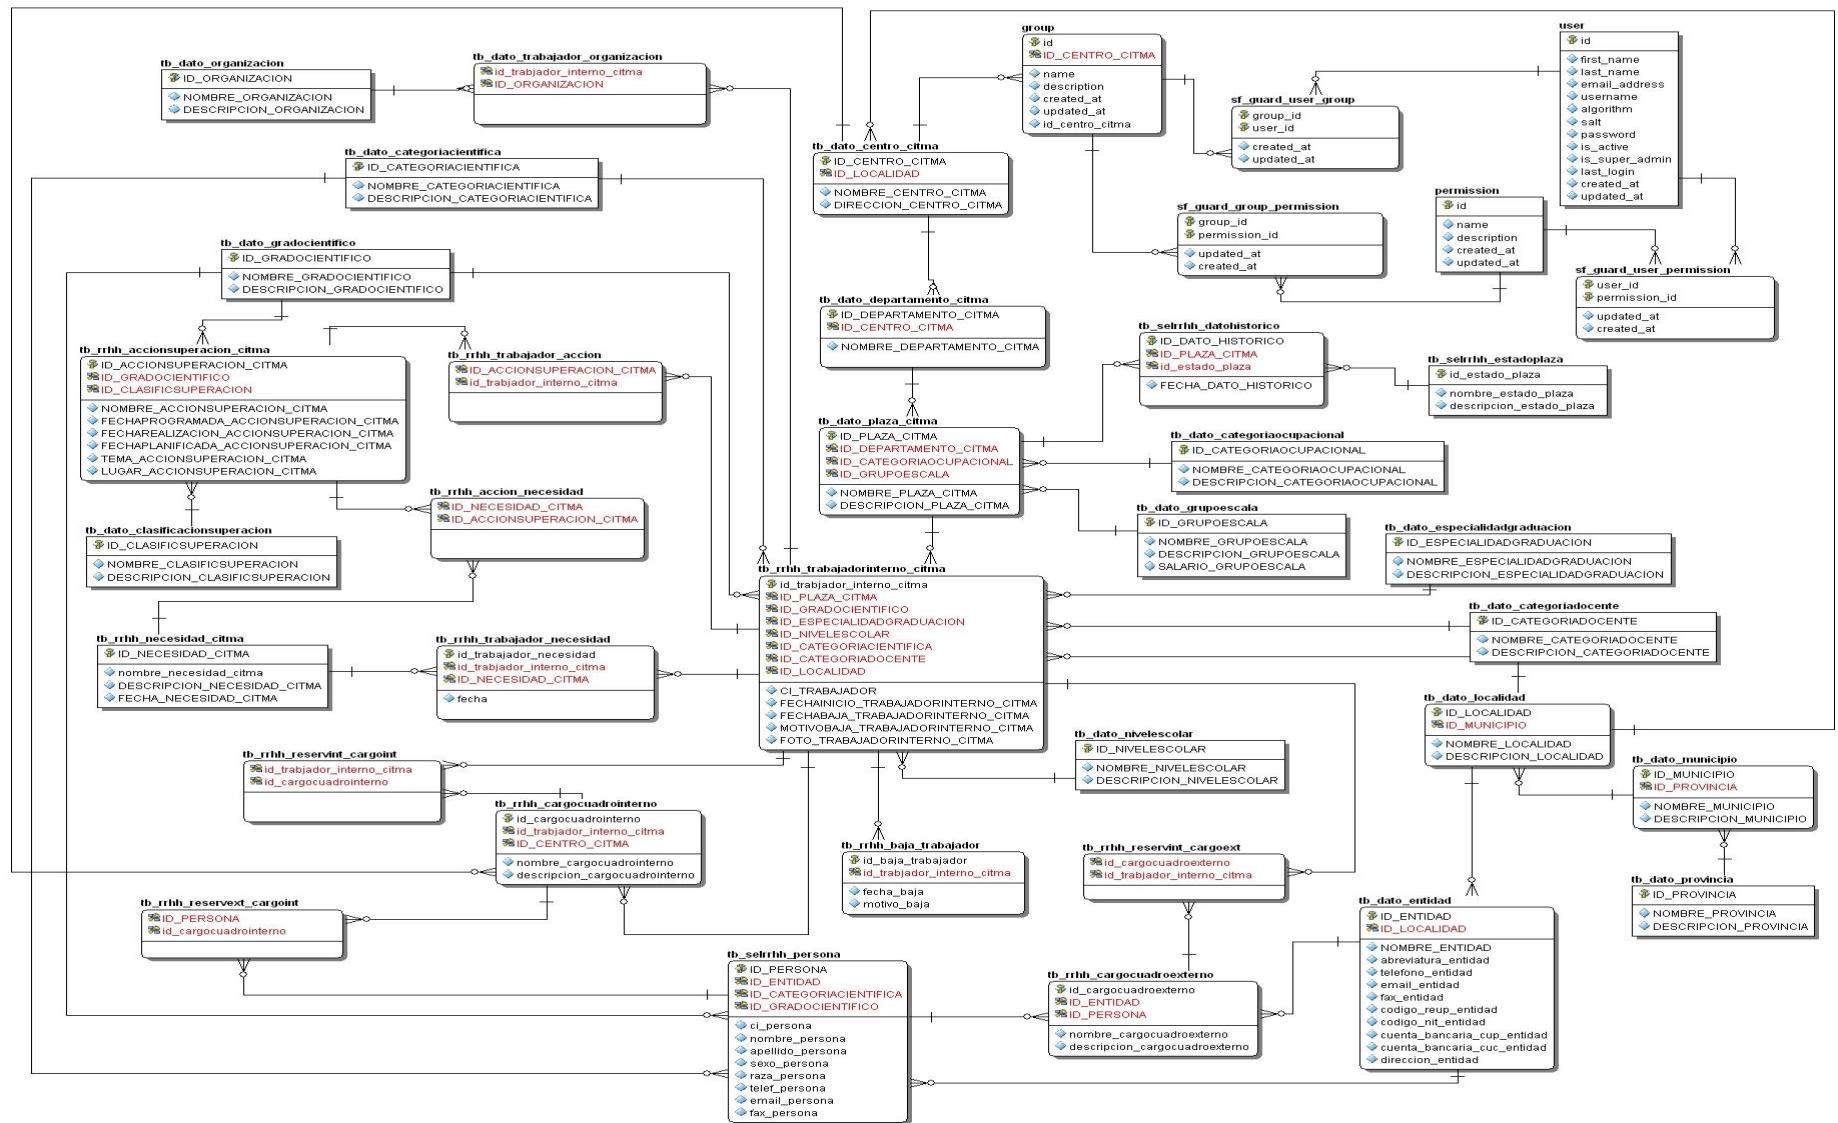 group
id
ID_CENTRO_CITMA
name
description
created_at
updated_at
id_centro_citma
user
id
first_name
last_name
email_address
username
algorithm
salt
password
is_active
is_super_admin
last_login
created_at
updated_at
tb_dato_organizacion
ID_ORGANIZACION
NOMBRE_ORGANIZACION
DESCRIPCION_ORGANIZACION
tb_dato_trabajador_organizacion
id_trabjador_interno_citma
ID_ORGANIZACION
sf_guard_user_group
group_id
user_id
created_at
updated_at
tb_dato_categoriacientifica
ID_CATEGORIACIENTIFICA
NOMBRE_CATEGORIACIENTIFICA
DESCRIPCION_CATEGORIACIENTIFICA
tb_dato_centro_citma
ID_CENTRO_CITMA
ID_LOCALIDAD
NOMBRE_CENTRO_CITMA
DIRECCION_CENTRO_CITMA
sf_guard_group_permission
group_id
permission_id
updated_at
created_at
permission
id
name
description
created_at
updated_at
sf_guard_user_permission
user_id
permission_id
updated_at
created_at
tb_dato_gradocientifico
ID_GRADOCIENTIFICO
NOMBRE_GRADOCIENTIFICO
DESCRIPCION_GRADOCIENTIFICO
tb_dato_departamento_citma
ID_DEPARTAMENTO_CITMA
ID_CENTRO_CITMA
NOMBRE_DEPARTAMENTO_CITMA
tb_selrrhh_datohistorico
ID_DATO_HISTORICO
ID_PLAZA_CITMA
id_estado_plaza
FECHA_DATO_HISTORICO
tb_selrrhh_estadoplaza
id_estado_plaza
nombre_estado_plaza
descripcion_estado_plaza
tb_rrhh_accionsuperacion_citma
ID_ACCIONSUPERACION_CITMA
ID_GRADOCIENTIFICO
ID_CLASIFICSUPERACION
NOMBRE_ACCIONSUPERACION_CITMA
FECHAPROGRAMADA_ACCIONSUPERACION_CITMA
FECHAREALIZACION_ACCIONSUPERACION_CITMA
FECHAPLANIFICADA_ACCIONSUPERACION_CITMA
TEMA_ACCIONSUPERACION_CITMA
LUGAR_ACCIONSUPERACION_CITMA
tb_rrhh_trabajador_accion
ID_ACCIONSUPERACION_CITMA
id_trabjador_interno_citma
tb_dato_plaza_citma
ID_PLAZA_CITMA
ID_DEPARTAMENTO_CITMA
ID_CATEGORIAOCUPACIONAL
ID_GRUPOESCALA
NOMBRE_PLAZA_CITMA
DESCRIPCION_PLAZA_CITMA
tb_dato_categoriaocupacional
ID_CATEGORIAOCUPACIONAL
NOMBRE_CATEGORIAOCUPACIONAL
DESCRIPCION_CATEGORIAOCUPACIONAL
tb_rrhh_accion_necesidad
ID_NECESIDAD_CITMA
ID_ACCIONSUPERACION_CITMA
tb_dato_clasificacionsuperacion
ID_CLASIFICSUPERACION
NOMBRE_CLASIFICSUPERACION
DESCRIPCION_CLASIFICSUPERACION
tb_dato_grupoescala
ID_GRUPOESCALA
NOMBRE_GRUPOESCALA
DESCRIPCION_GRUPOESCALA
SALARIO_GRUPOESCALA
tb_dato_especialidadgraduacion
ID_ESPECIALIDADGRADUACION
NOMBRE_ESPECIALIDADGRADUACION
DESCRIPCION_ESPECIALIDADGRADUACION
tb_rrhh_trabajadorinterno_citma
id_trabjador_interno_citma
ID_PLAZA_CITMA
ID_GRADOCIENTIFICO
ID_ESPECIALIDADGRADUACION
ID_NIVELESCOLAR
ID_CATEGORIACIENTIFICA
ID_CATEGORIADOCENTE
ID_LOCALIDAD
CI_TRABAJADOR
FECHAINICIO_TRABAJADORINTERNO_CITMA
FECHABAJA_TRABAJADORINTERNO_CITMA
MOTIVOBAJA_TRABAJADORINTERNO_CITMA
FOTO_TRABAJADORINTERNO_CITMA
tb_dato_categoriadocente
ID_CATEGORIADOCENTE
NOMBRE_CATEGORIADOCENTE
DESCRIPCION_CATEGORIADOCENTE
tb_rrhh_necesidad_citma
ID_NECESIDAD_CITMA
nombre_necesidad_citma
DESCRIPCION_NECESIDAD_CITMA
FECHA_NECESIDAD_CITMA
tb_rrhh_trabajador_necesidad
id_trabajador_necesidad
id_trabjador_interno_citma
ID_NECESIDAD_CITMA
fecha
tb_dato_localidad
ID_LOCALIDAD
ID_MUNICIPIO
NOMBRE_LOCALIDAD
DESCRIPCION_LOCALIDAD
tb_dato_nivelescolar
ID_NIVELESCOLAR
NOMBRE_NIVELESCOLAR
DESCRIPCION_NIVELESCOLAR
tb_dato_municipio
ID_MUNICIPIO
ID_PROVINCIA
NOMBRE_MUNICIPIO
DESCRIPCION_MUNICIPIO
tb_rrhh_reservint_cargoint
id_trabjador_interno_citma
id_cargocuadrointerno
tb_rrhh_cargocuadrointerno
id_cargocuadrointerno
id_trabjador_interno_citma
ID_CENTRO_CITMA
nombre_cargocuadrointerno
descripcion_cargocuadrointerno
tb_rrhh_baja_trabajador
id_baja_trabajador
id_trabjador_interno_citma
fecha_baja
motivo_baja
tb_rrhh_reservint_cargoext
id_cargocuadroexterno
id_trabjador_interno_citma
tb_dato_provincia
ID_PROVINCIA
NOMBRE_PROVINCIA
DESCRIPCION_PROVINCIA
tb_rrhh_reservext_cargoint
ID_PERSONA
id_cargocuadrointerno
tb_dato_entidad
ID_ENTIDAD
ID_LOCALIDAD
NOMBRE_ENTIDAD
abreviatura_entidad
telefono_entidad
email_entidad
fax_entidad
codigo_reup_entidad
codigo_nit_entidad
cuenta_bancaria_cup_entidad
cuenta_bancaria_cuc_entidad
direccion_entidad
tb_selrrhh_persona
ID_PERSONA
ID_ENTIDAD
ID_CATEGORIACIENTIFICA
ID_GRADOCIENTIFICO
ci_persona
nombre_persona
apellido_persona
sexo_persona
raza_persona
telef_persona
email_persona
fax_persona
tb_rrhh_cargocuadroexterno
id_cargocuadroexterno
ID_ENTIDAD
ID_PERSONA
nombre_cargocuadroexterno
descripcion_cargocuadroexterno